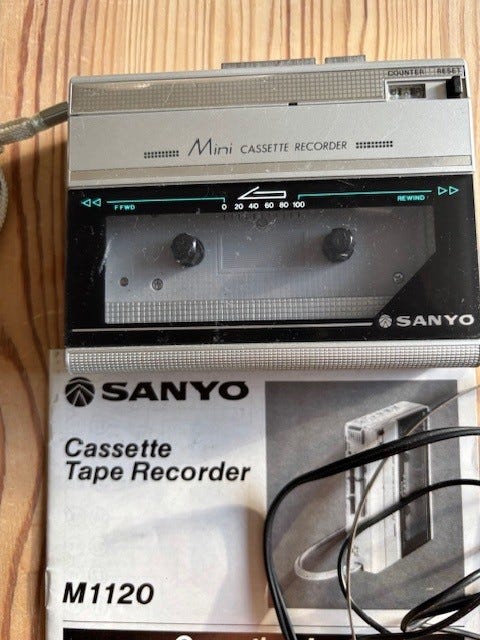 COUNTER RESET
Mini CASSETTE RECORDER
FFWD 0 20 40 60 80 100 REWIND
SANYO
SANYO
Cassette
Tape Recorder
M1120